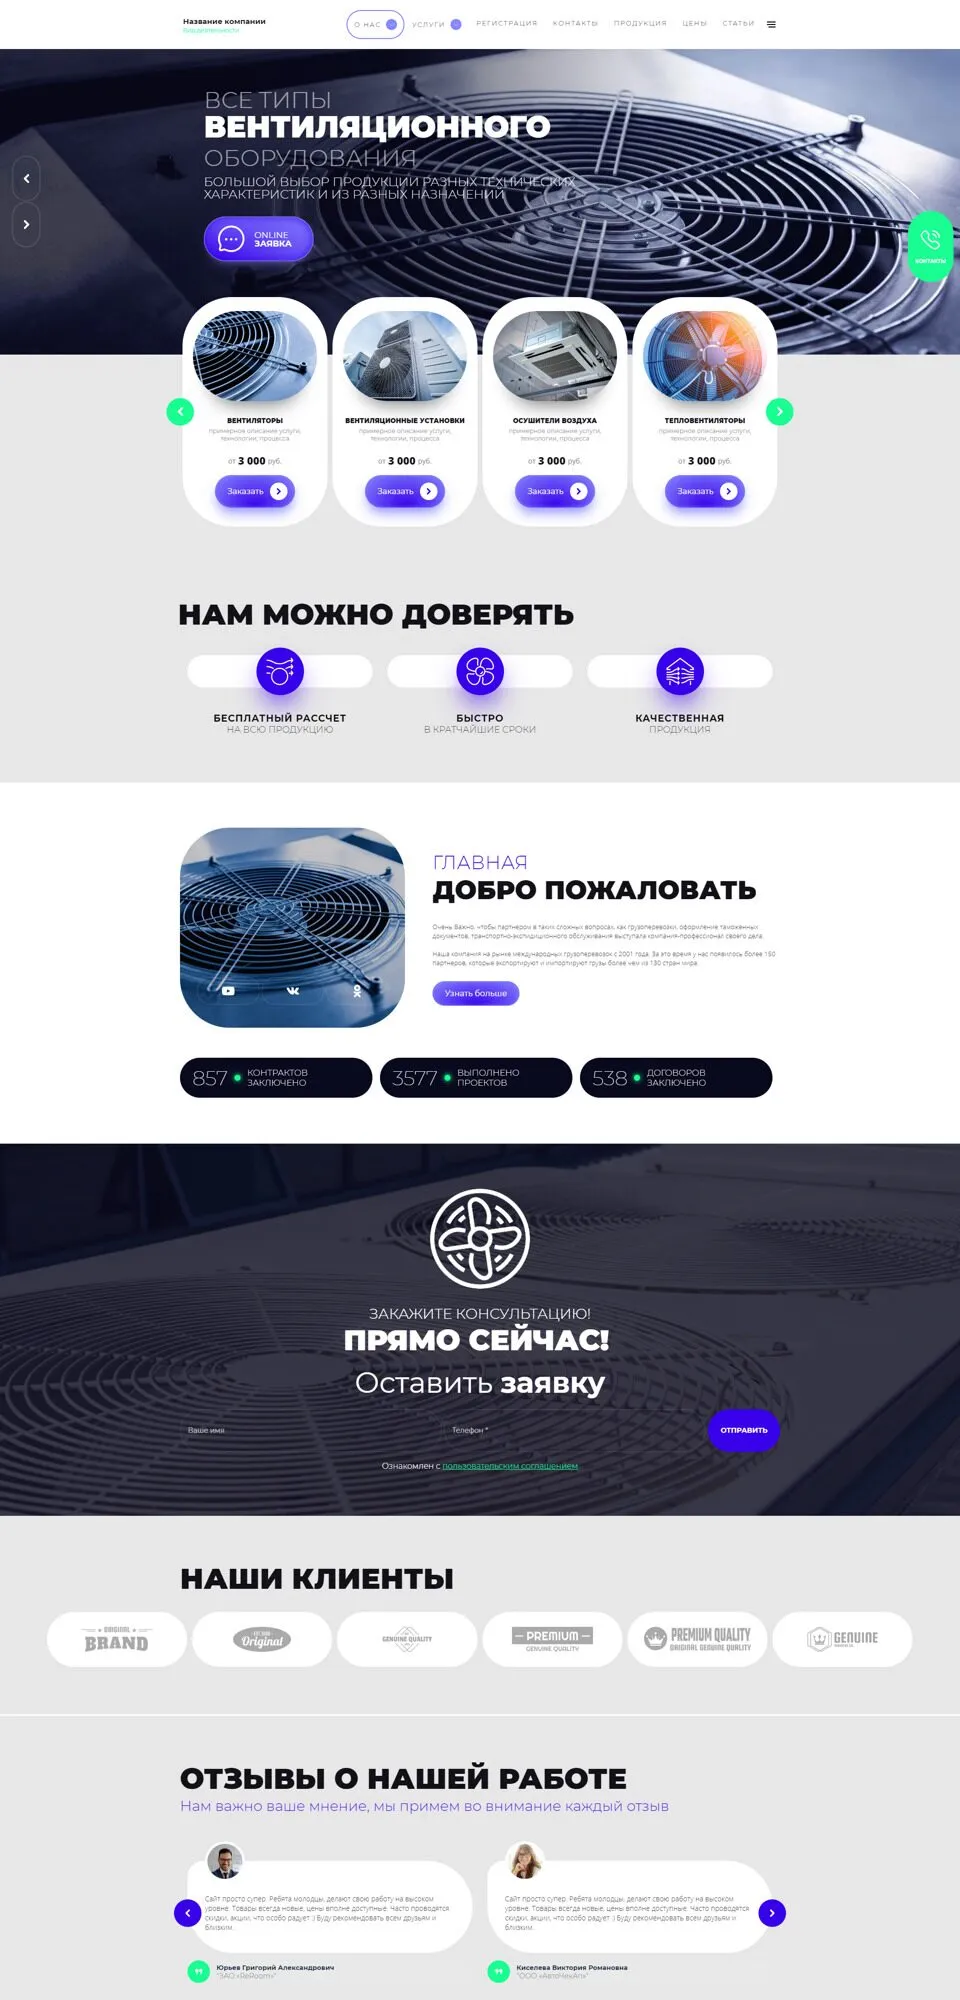 Название компании
Вид деятельности
О НАС
УСЛУГИ
РЕГИСТРАЦИЯ
КОНТАКТЫ
ПРОДУКЦИЯ
ЦЕНЫ
СТАТЬИ
ВСЕ ТИПЫ
ВЕНТИЛЯЦИОННОГО
ОБОРУДОВАНИЯ
БОЛЬШОЙ ВЫБОР ПРОДУКЦИИ РАЗНЫХ ТЕХНИЧЕСКИХ
ХАРАКТЕРИСТИК И ИЗ РАЗНЫХ НАЗНАЧЕНИЙ
ONLINE
ЗАЯВКА
КОНТАКТЫ
ВЕНТИЛЯТОРЫ
примерное описание услуги,
технологии, процесса
от 3 000 руб.
Заказать
ВЕНТИЛЯЦИОННЫЕ УСТАНОВКИ
примерное описание услуги,
технологии, процесса
от 3 000 руб.
Заказать
ОСУШИТЕЛИ ВОЗДУХА
примерное описание услуги,
технологии, процесса
от 3 000 руб.
Заказать
ТЕПЛОВЕНТИЛЯТОРЫ
примерное описание услуги,
технологии, процесса
от 3 000 руб.
Заказать
НАМ МОЖНО ДОВЕРЯТЬ
БЕСПЛАТНЫЙ РАССЧЕТ
НА ВСЮ ПРОДУКЦИЮ
БЫСТРО
В КРАТЧАЙШИЕ СРОКИ
КАЧЕСТВЕННАЯ
ПРОДУКЦИЯ
ГЛАВНАЯ
ДОБРО ПОЖАЛОВАТЬ
Очень Важно, чтобы партнером в таких сложных вопросах, как грузоперевозки, оформление таможенных
документов, транспортно-экспедиционного обслуживания выступала компания-профессионал своего дела.
Наша компания на рынке международных грузоперевозок с 2001 года. За это время у нас появилось более 150
партнеров, которые экспортируют и импортируют грузы более чем из 130 стран мира.
Узнать больше
857
КОНТРАКТОВ
ЗАКЛЮЧЕНО
3577
ВЫПОЛНЕНО
ПРОЕКТОВ
538
ДОГОВОРОВ
ЗАКЛЮЧЕНО
ЗАКАЖИТЕ КОНСУЛЬТАЦИЮ!
ПРЯМО СЕЙЧАС!
Оставить заявку
Ваше имя
Телефон *
ОТПРАВИТЬ
Ознакомлен с пользовательским соглашением
НАШИ КЛИЕНТЫ
ORIGINAL
BRAND
Original
GENUINE QUALITY
PREMIUM
GENUINE QUALITY
PREMIUM QUALITY
ORIGINAL GENUINE QUALITY
GENUINE
ОТЗЫВЫ О НАШЕЙ РАБОТЕ
Нам важно ваше мнение, мы примем во внимание каждый отзыв
Сайт просто супер. Ребята молодцы, делают свою работу на высоком
уровне. Товары всегда новые, цены вполне доступные. Часто проводятся
скидки, акции, что особо радует :) Буду рекомендовать всем друзьям и
близким.
Юрьев Григорий Александрович
"ЗАО «ReRoom»"
Сайт просто супер. Ребята молодцы, делают свою работу на высоком
уровне. Товары всегда новые, цены вполне доступные. Часто проводятся
скидки, акции, что особо радует :) Буду рекомендовать всем друзьям и
близким.
Киселева Виктория Романовна
"ООО «АвтоЧекАп»"